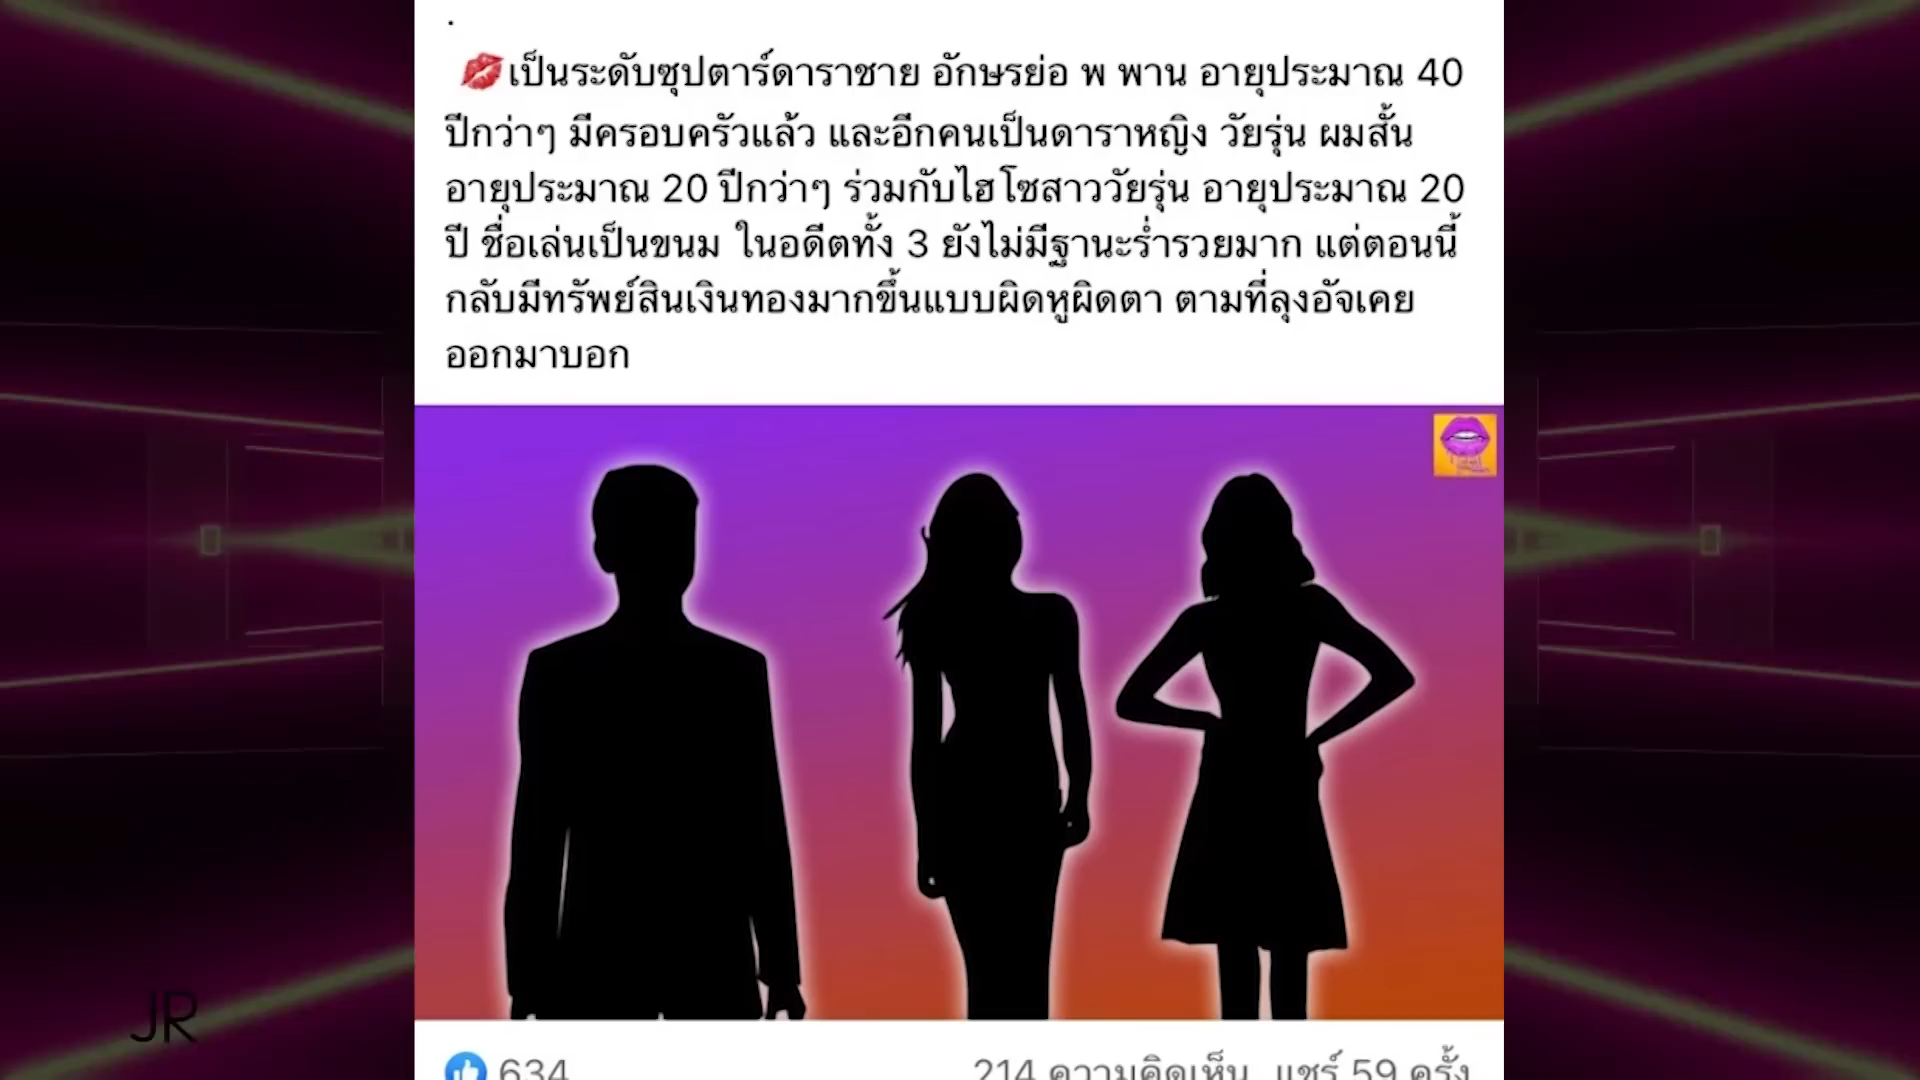 💋เป็นระดับซุปตาร์ดาราชาย อักษรย่อ พ พาน อายุประมาณ 40
ปีกว่าๆ มีครอบครัวแล้ว และอีกคนเป็นดาราหญิง วัยรุ่น ผมสั้น
อายุประมาณ 20 ปีกว่าๆ ร่วมกับไฮโซสาววัยรุ่น อายุประมาณ 20
ปี ชื่อเล่นเป็นขนม ในอดีตทั้ง 3 ยังไม่มีฐานะร่ำรวยมาก แต่ตอนนี้
กลับมีทรัพย์สินเงินทองมากขึ้นแบบผิดหูผิดตา ตามที่ลุงอัจเคย
ออกมาบอก
JR
634
214 ความคิดเห็น แชร์ 59 ครั้ง